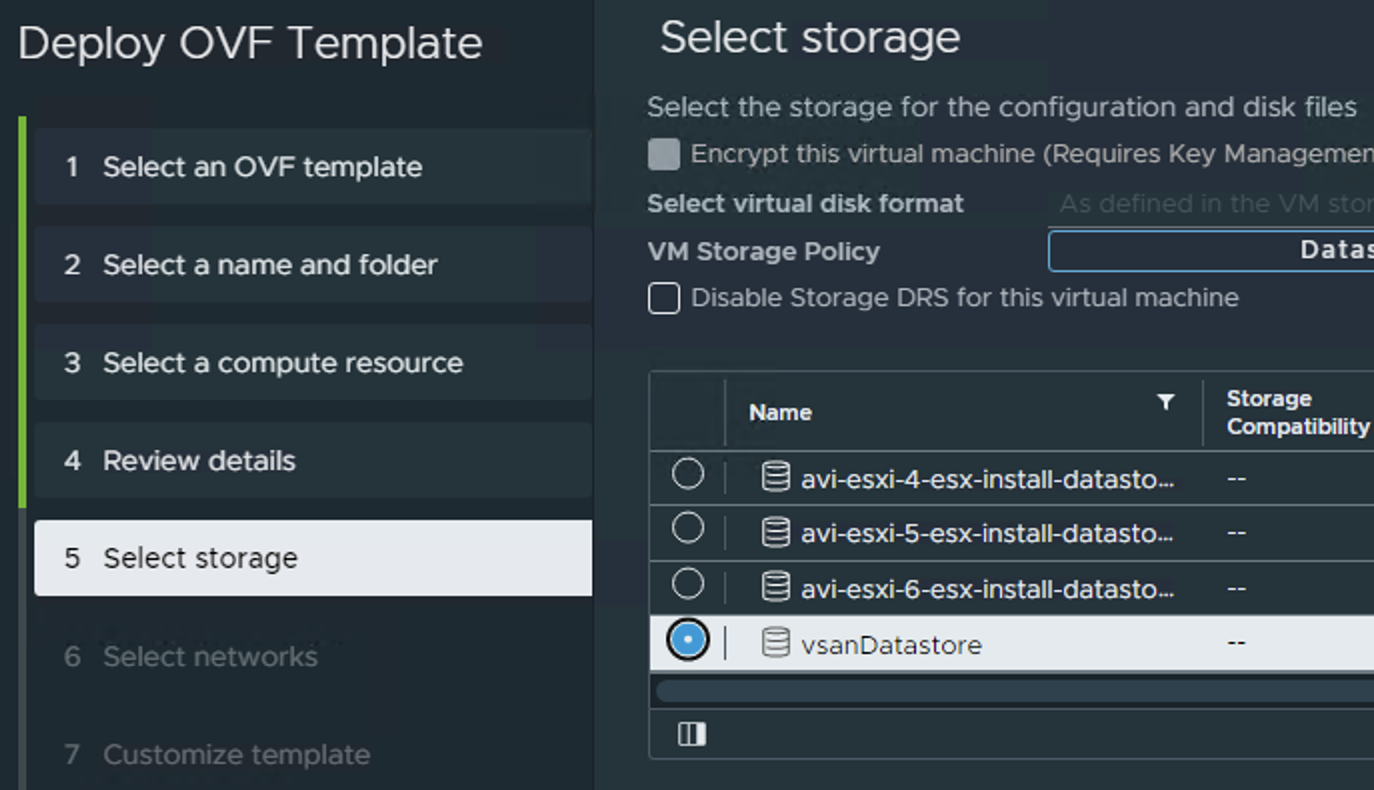 Deploy OVF Template
1 Select an OVF template
2 Select a name and folder
3 Select a compute resource
4 Review details
5 Select storage
6 Select networks
7 Customize template
Select storage
Select the storage for the configuration and disk files
Encrypt this virtual machine (Requires Key Managemen
Select virtual disk format As defined in the VM stor
VM Storage Policy Datas
Disable Storage DRS for this virtual machine
Name Storage
Compatibility
avi-esxi-4-esx-install-datasto... --
avi-esxi-5-esx-install-datasto... --
avi-esxi-6-esx-install-datasto... --
vsanDatastore --